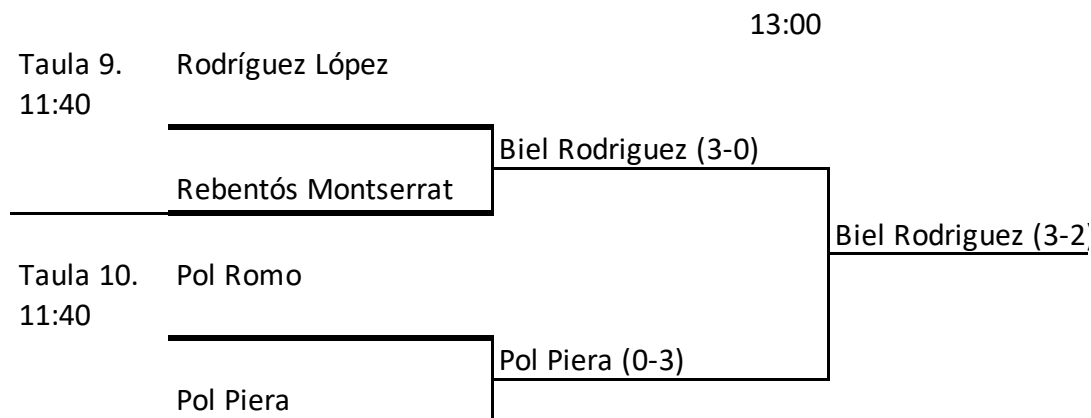 13:00
Taula 9. Rodríguez López
11:40
Biel Rodriguez (3-0)
Rebentós Montserrat
Biel Rodriguez (3-2)
Taula 10. Pol Romo
11:40
Pol Piera (0-3)
Pol Piera